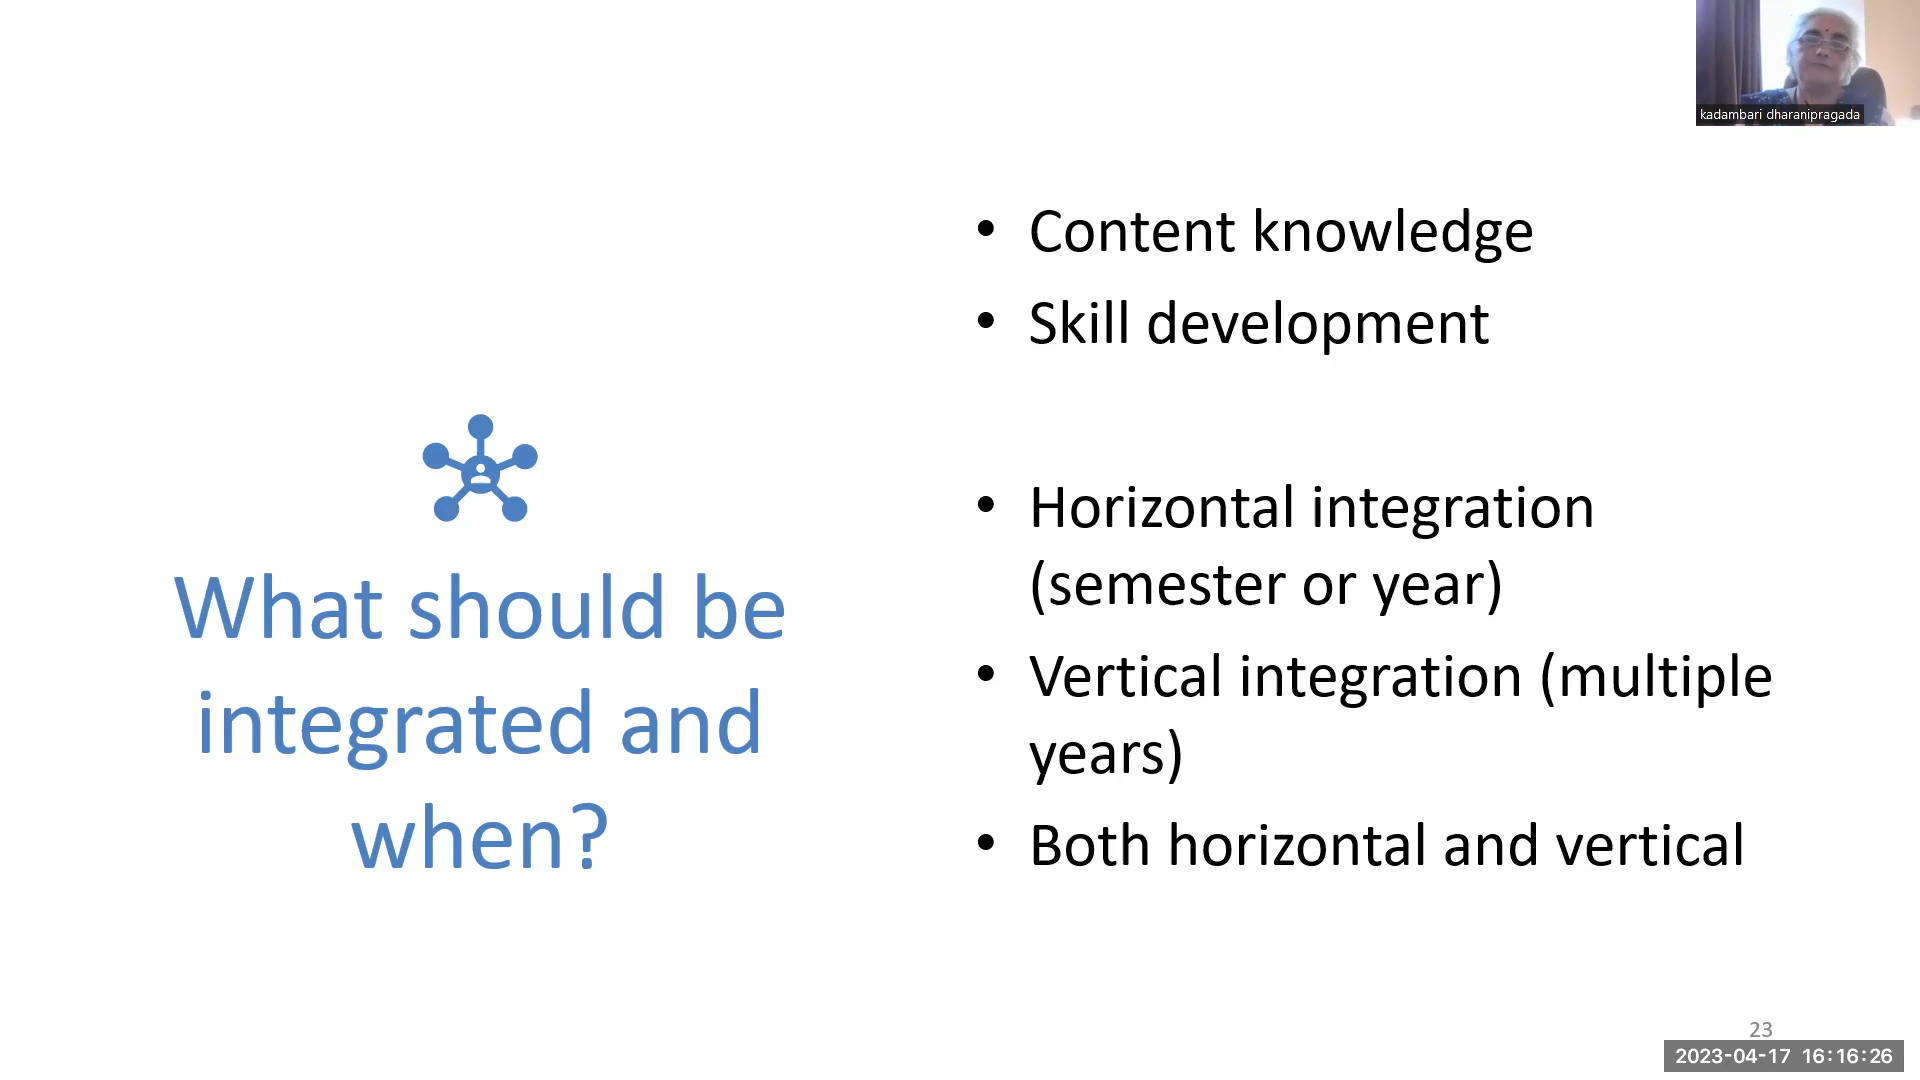 kadambari dharanipragada
What should be
integrated and
when?
• Content knowledge
• Skill development
• Horizontal integration
(semester or year)
• Vertical integration (multiple
years)
• Both horizontal and vertical
23
2023-04-17 16:16:26